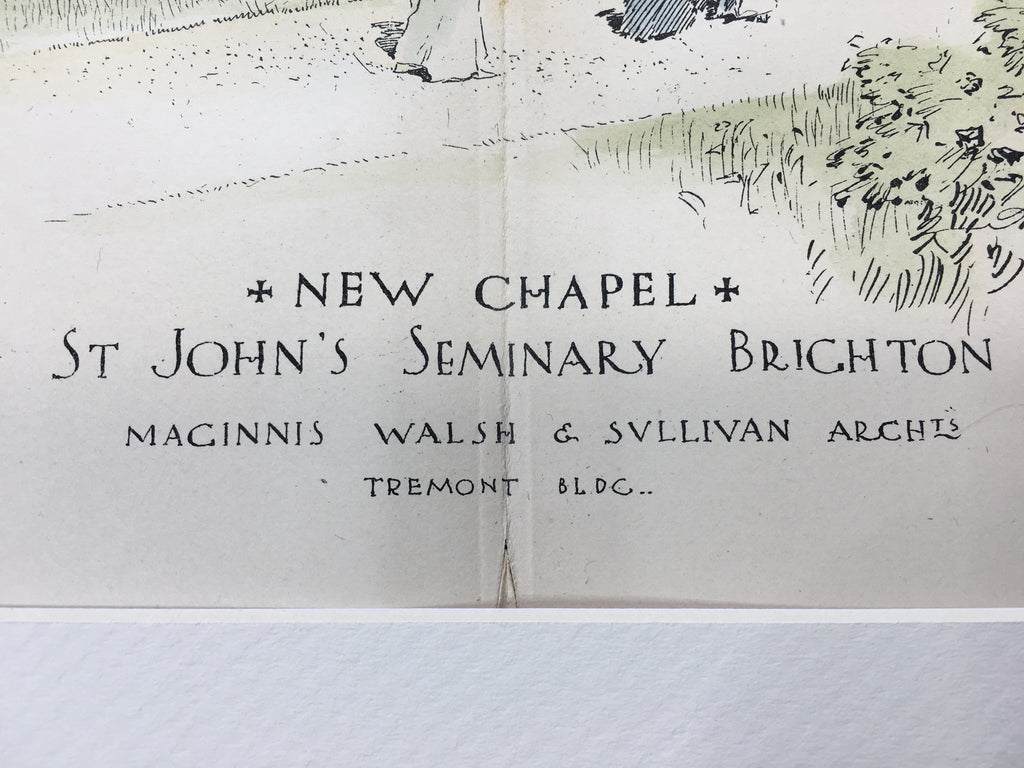 ✠ NEW CHAPEL ✠
ST JOHN'S SEMINARY BRIGHTON
MAGINNIS WALSH & SVLLIVAN ARCHTS
TREMONT BLDG..